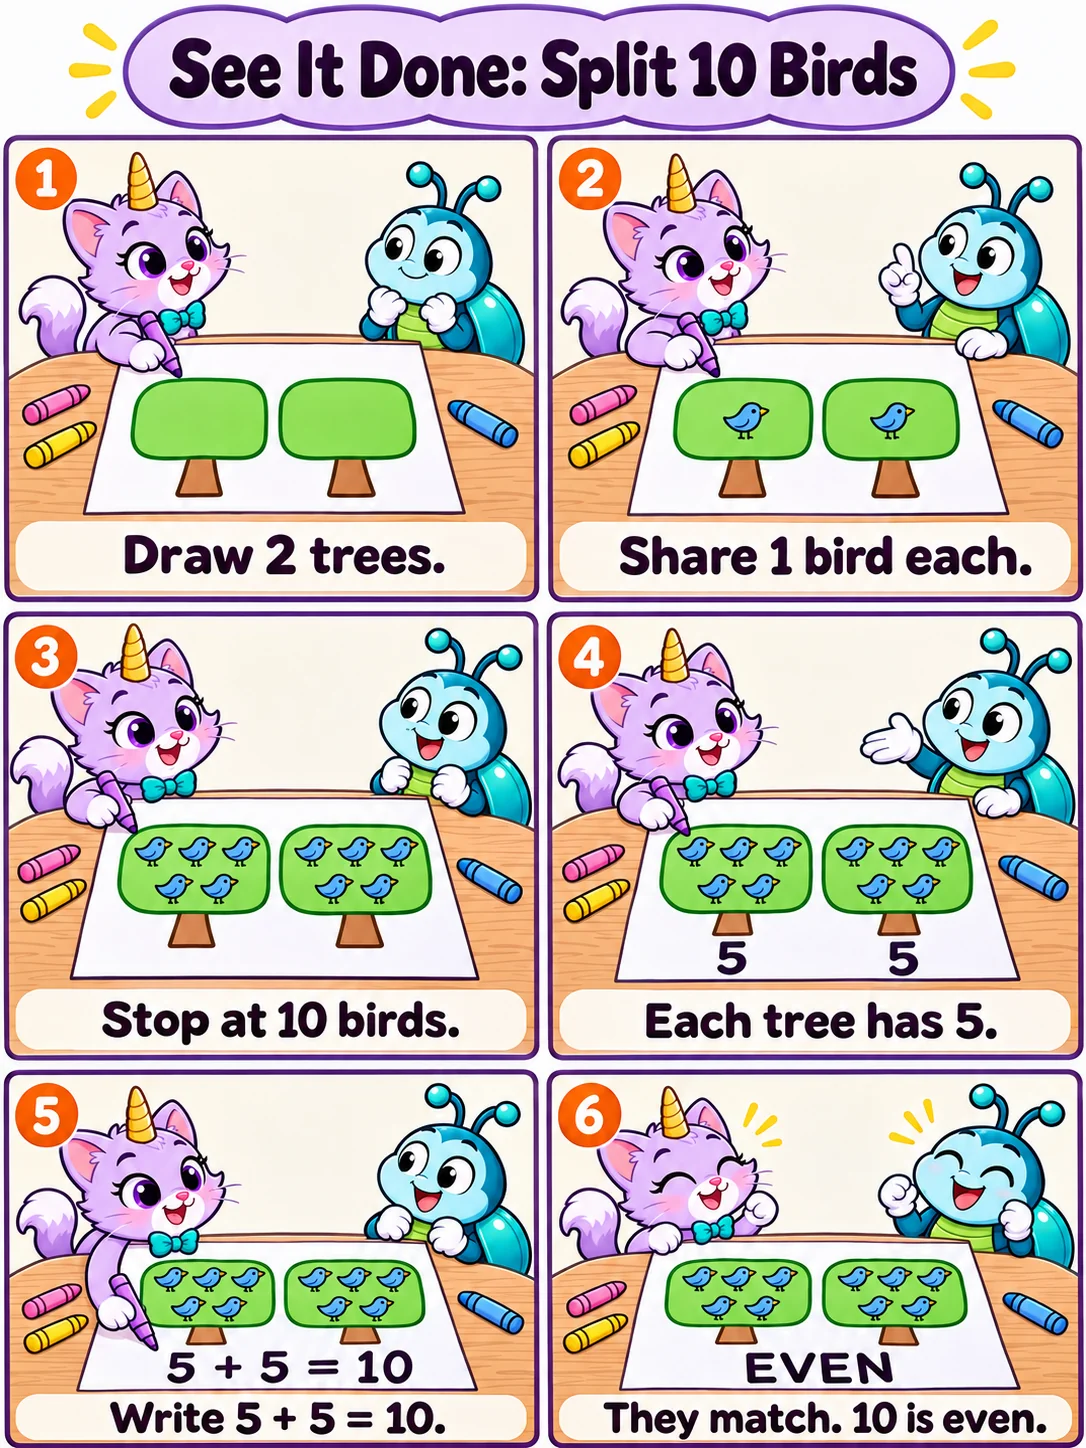 See It Done: Split 10 Birds
1
Draw 2 trees.
2
Share 1 bird each.
3
Stop at 10 birds.
4
5 5
Each tree has 5.
5
5 + 5 = 10
Write 5 + 5 = 10.
6
EVEN
They match. 10 is even.